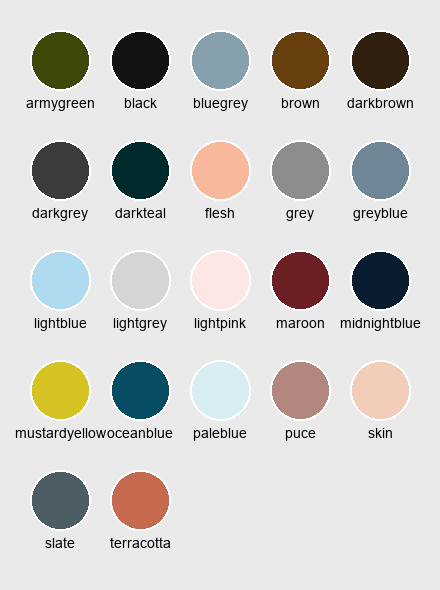 armygreen black bluegrey brown darkbrown
darkgrey darkteal flesh grey greyblue
lightblue lightgrey lightpink maroon midnightblue
mustardyellow oceanblue paleblue puce skin
slate terracotta